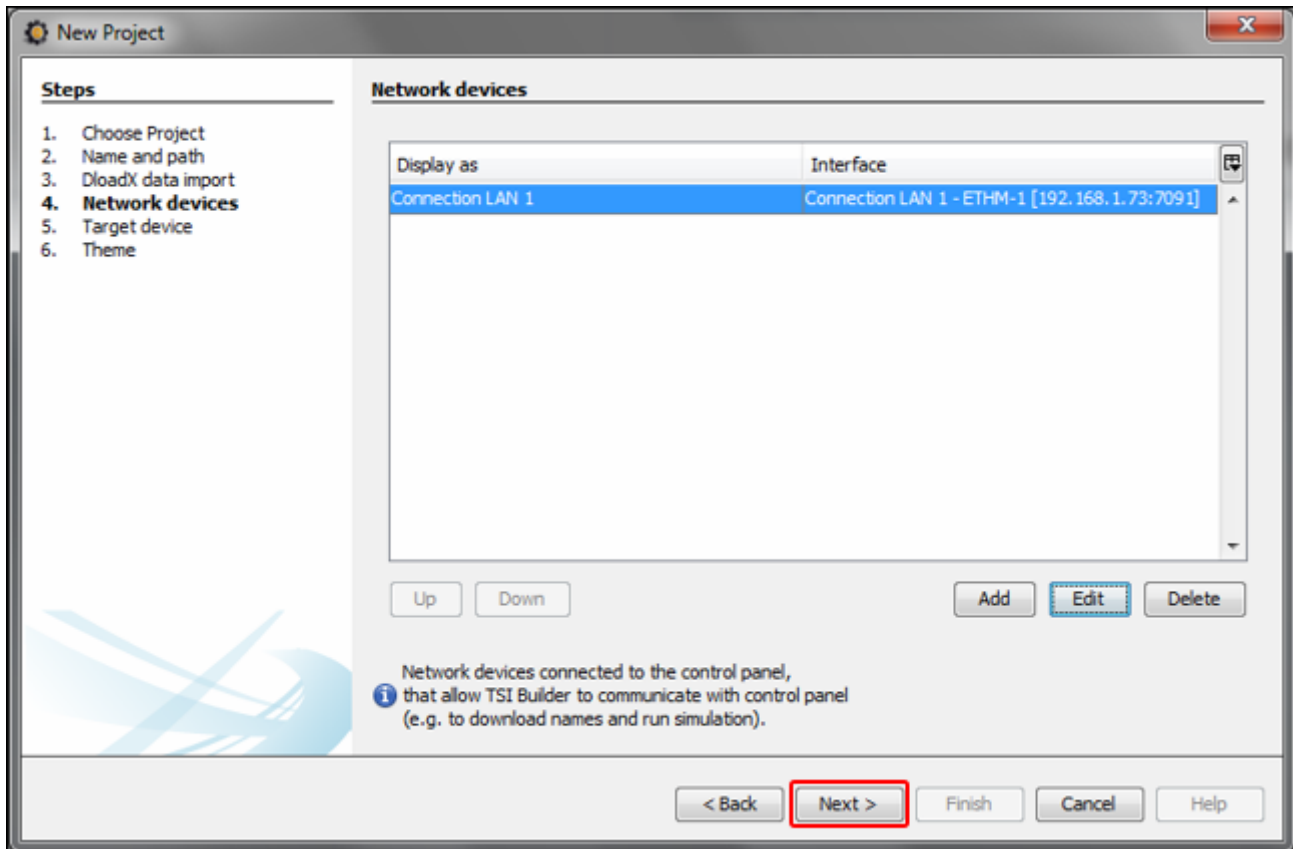 New Project
Steps
1. Choose Project
2. Name and path
3. DloadX data import
4. Network devices
5. Target device
6. Theme
Network devices
Display as Interface
Connection LAN 1 Connection LAN 1 - ETHM-1 [192.168.1.73:7091]
Up Down Add Edit Delete
Network devices connected to the control panel,
that allow TSI Builder to communicate with control panel
(e.g. to download names and run simulation).
< Back Next > Finish Cancel Help